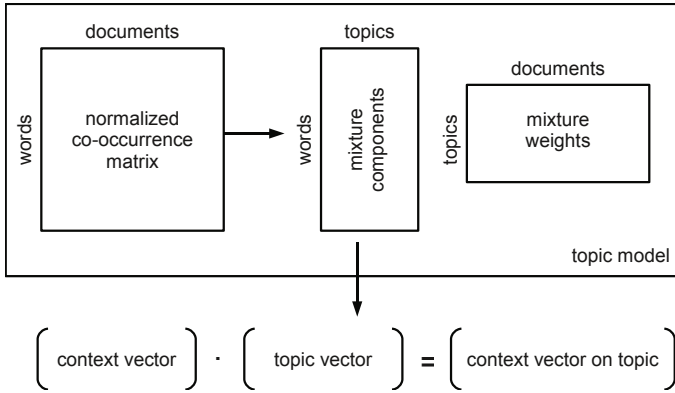 documents
words
normalized
co-occurrence
matrix
topics
words
mixture
components
documents
topics
mixture
weights
topic model
context vector · topic vector = context vector on topic